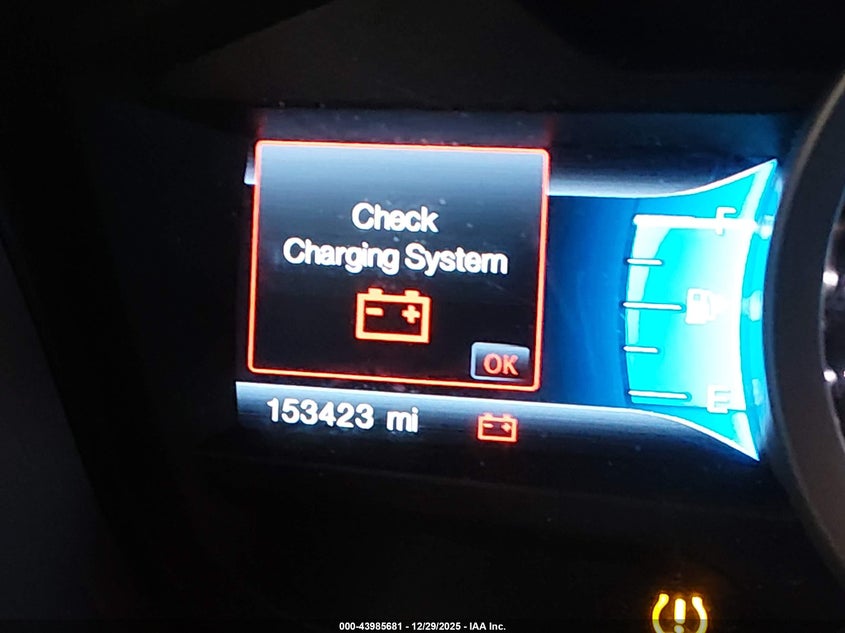 Check
Charging System
OK
F
E
153423 mi
000-43985681 - 12/29/2025 - IAA Inc.